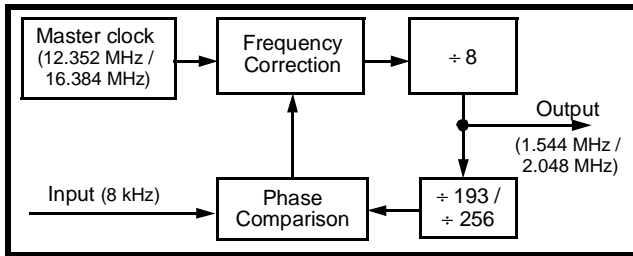 Master clock
(12.352 MHz /
16.384 MHz)
Frequency
Correction
÷ 8
Output
(1.544 MHz /
2.048 MHz)
Input (8 kHz)
Phase
Comparison
÷ 193 /
÷ 256